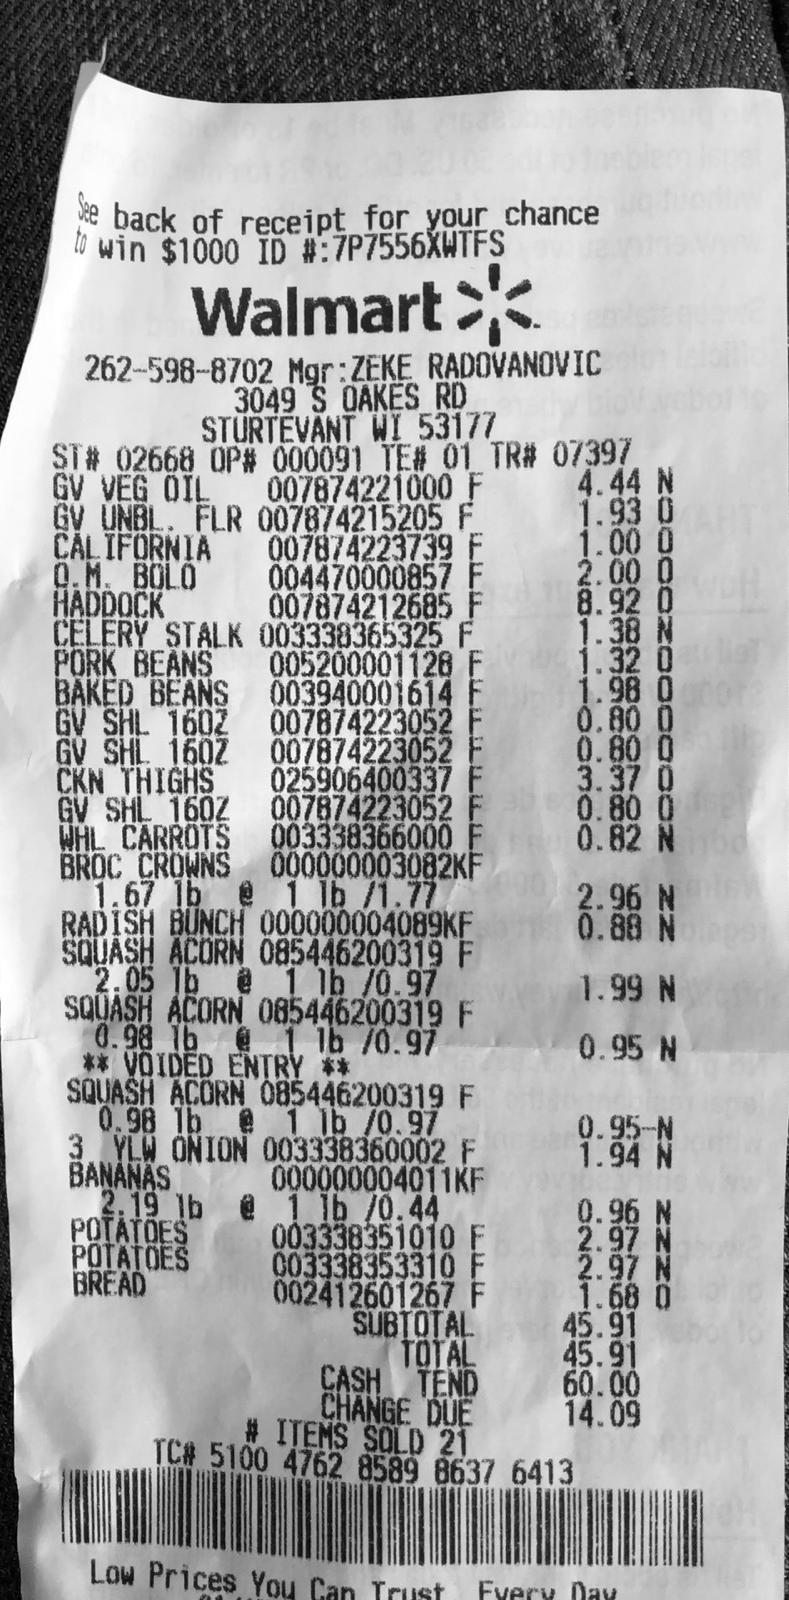 See back of receipt for your chance
to win $1000 ID #:7P7556XWTFS
Walmart
262-598-8702 Mgr:ZEKE RADOVANOVIC
3049 S OAKES RD
STURTEVANT WI 53177
ST# 02668 OP# 000091 TE# 01 TR# 07397
GV VEG OIL 007874221000 F 4.44 N
GV UNBL. FLR 007874215205 F 1.93 O
CALIFORNIA 007874223739 F 1.00 O
O.M. BOLO 004470000857 F 2.00 O
HADDOCK 007874212685 F 8.92 O
CELERY STALK 003338365325 F 1.38 N
PORK BEANS 005200001128 F 1.32 O
BAKED BEANS 003940001614 F 1.98 O
GV SHL 16OZ 007874223052 F 0.80 O
GV SHL 16OZ 007874223052 F 0.80 O
CKN THIGHS 025906400337 F 3.37 O
GV SHL 16OZ 007874223052 F 0.80 O
WHL CARROTS 003338366000 F 0.82 N
BROC CROWNS 000000003082KF
1.67 lb @ 1 lb /1.77 2.96 N
RADISH BUNCH 000000004089KF 0.88 N
SQUASH ACORN 085446200319 F
2.05 lb @ 1 lb /0.97 1.99 N
SQUASH ACORN 085446200319 F
0.98 lb @ 1 lb /0.97 0.95 N
** VOIDED ENTRY **
SQUASH ACORN 085446200319 F
0.98 lb @ 1 lb /0.97 0.95-N
3 YLW ONION 003338360002 F 1.94 N
BANANAS 000000004011KF
2.19 lb @ 1 lb /0.44 0.96 N
POTATOES 003338351010 F 2.97 N
POTATOES 003338353310 F 2.97 N
BREAD 002412601267 F 1.68 O
SUBTOTAL 45.91
TOTAL 45.91
CASH TEND 60.00
CHANGE DUE 14.09
# ITEMS SOLD 21
TC# 5100 4762 8589 8637 6413
Low Prices You Can Trust. Every Day